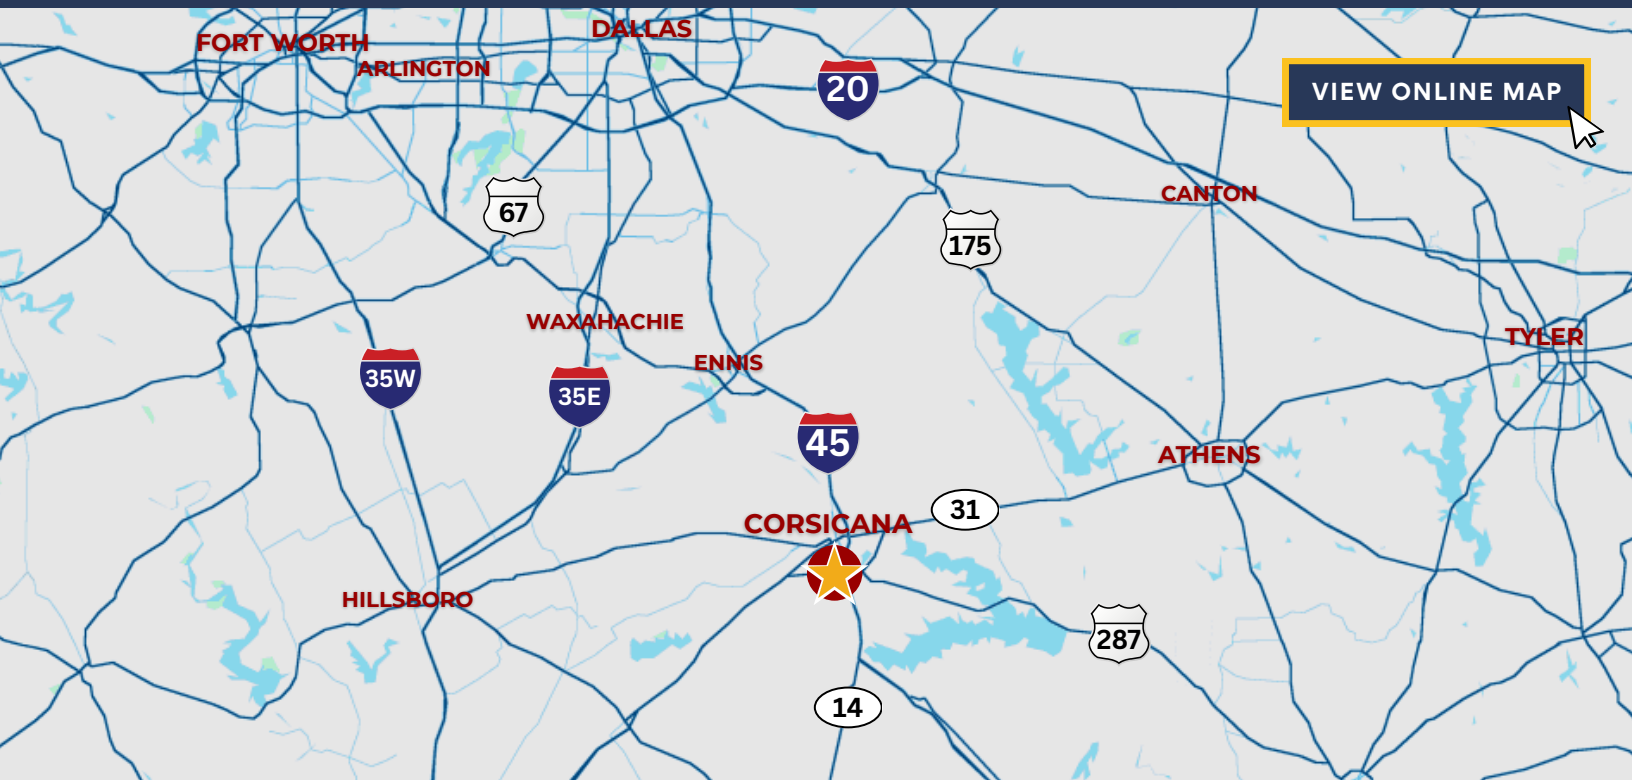 DALLAS
FORT WORTH
ARLINGTON
20
VIEW ONLINE MAP
67
CANTON
175
WAXAHACHIE
TYLER
ENNIS
35W
35E
45
ATHENS
31
CORSICANA
HILLSBORO
287
14